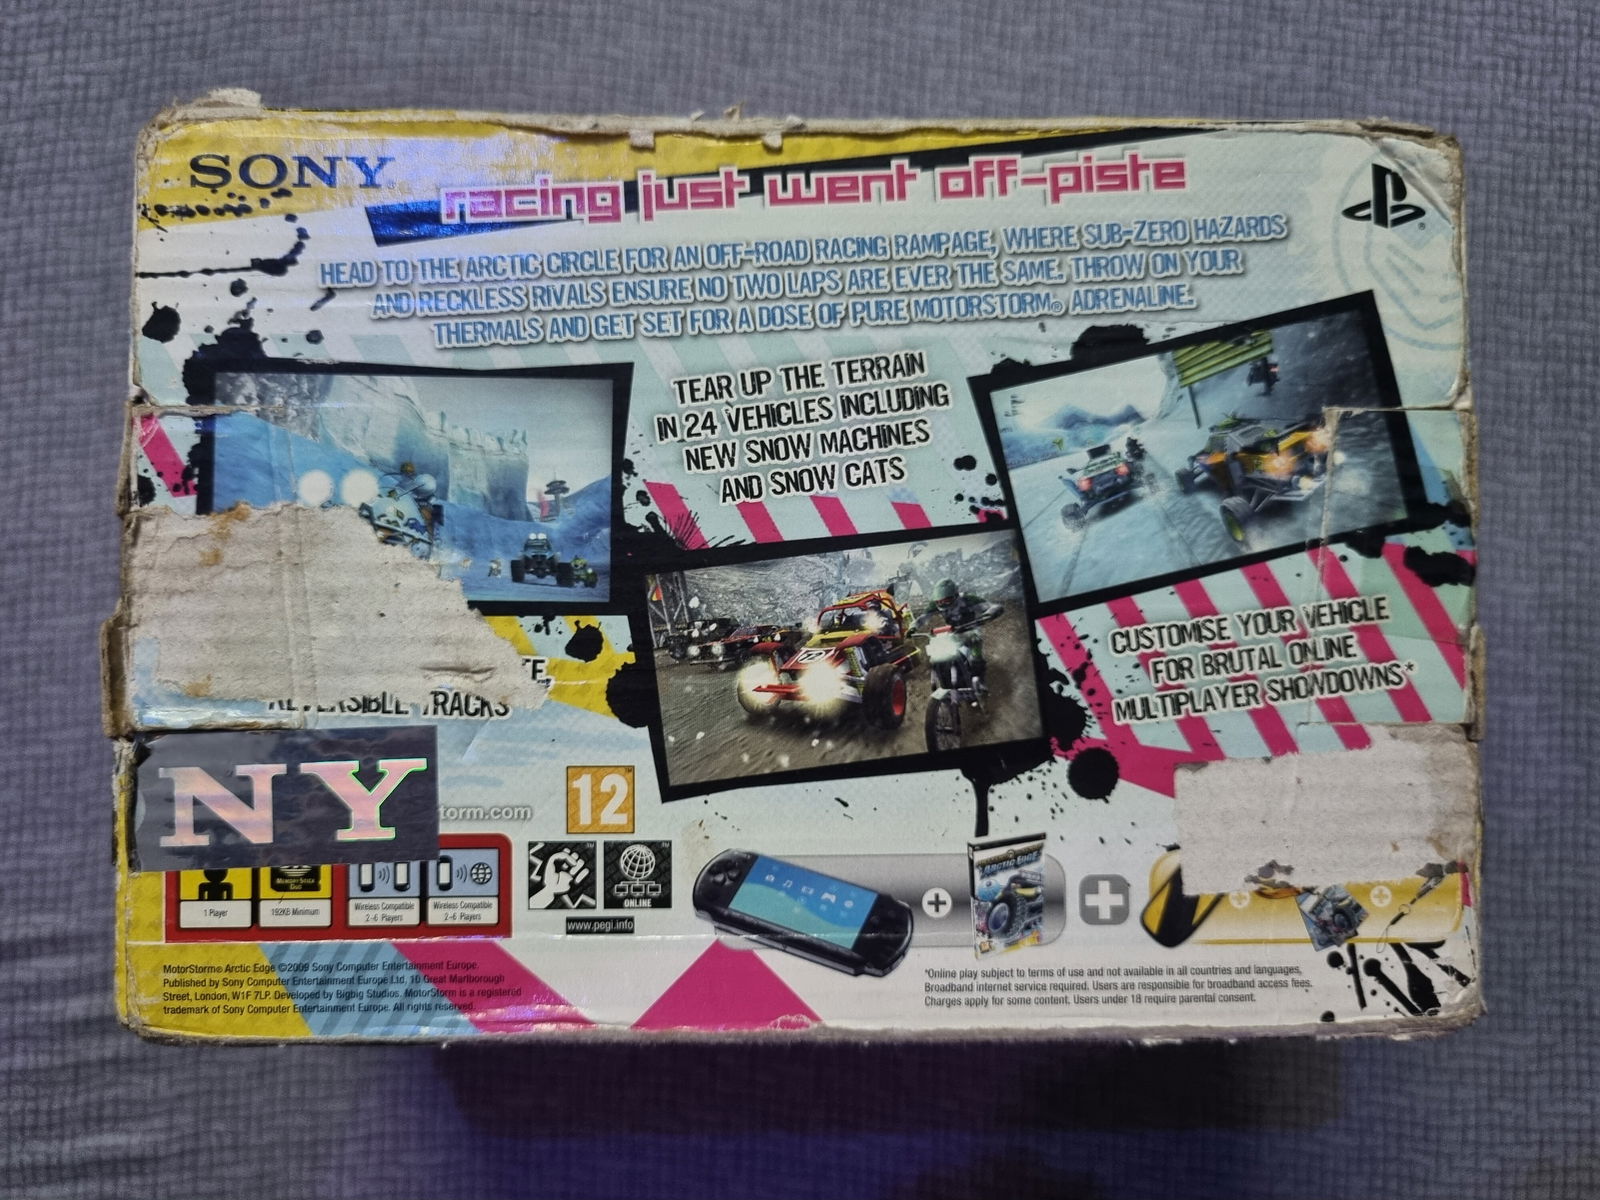 SONY
racing just went off-piste
HEAD TO THE ARCTIC CIRCLE FOR AN OFF-ROAD RACING RAMPAGE, WHERE SUB-ZERO HAZARDS
AND RECKLESS RIVALS ENSURE NO TWO LAPS ARE EVER THE SAME. THROW ON YOUR
THERMALS AND GET SET FOR A DOSE OF PURE MOTORSTORM® ADRENALINE.
TEAR UP THE TERRAIN
IN 24 VEHICLES INCLUDING
NEW SNOW MACHINES
AND SNOW CATS
CUSTOMISE YOUR VEHICLE
FOR BRUTAL ONLINE
MULTIPLAYER SHOWDOWNS*
REVERSIBLE TRACKS
NY
torm.com
12
1 Player
MEMORY STICK
DUO
192KB Minimum
Wireless Compatible
2-6 Players
Wireless Compatible
2-6 Players
ONLINE
www.pegi.info
+
ARCTIC EDGE
+
+
+
MotorStorm® Arctic Edge ©2009 Sony Computer Entertainment Europe.
Published by Sony Computer Entertainment Europe Ltd, 10 Great Marlborough
Street, London, W1F 7LP. Developed by Bigbig Studios. MotorStorm is a registered
trademark of Sony Computer Entertainment Europe. All rights reserved.
*Online play subject to terms of use and not available in all countries and languages,
Broadband internet service required. Users are responsible for broadband access fees.
Charges apply for some content. Users under 18 require parental consent.